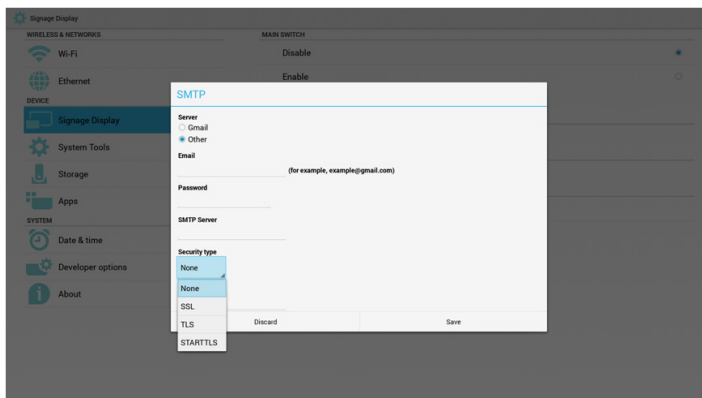 Signage Display
WIRELESS & NETWORKS
Wi-Fi
Ethernet
DEVICE
Signage Display
System Tools
Storage
Apps
SYSTEM
Date & time
Developer options
About
MAIN SWITCH
Disable
Enable
SMTP
Server
Gmail
Other
Email
(for example, example@gmail.com)
Password
SMTP Server
Security type
None
None
SSL
TLS
STARTTLS
Discard
Save